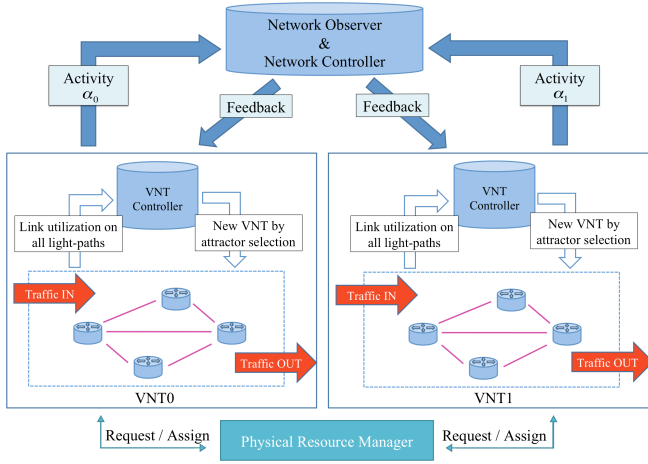 Network Observer
&
Network Controller
Activity
α0
Activity
α1
Feedback
Feedback
VNT
Controller
Link utilization on
all light-paths
New VNT by
attractor selection
Traffic IN
Traffic OUT
VNT0
VNT
Controller
Link utilization on
all light-paths
New VNT by
attractor selection
Traffic IN
Traffic OUT
VNT1
Request / Assign
Physical Resource Manager
Request / Assign